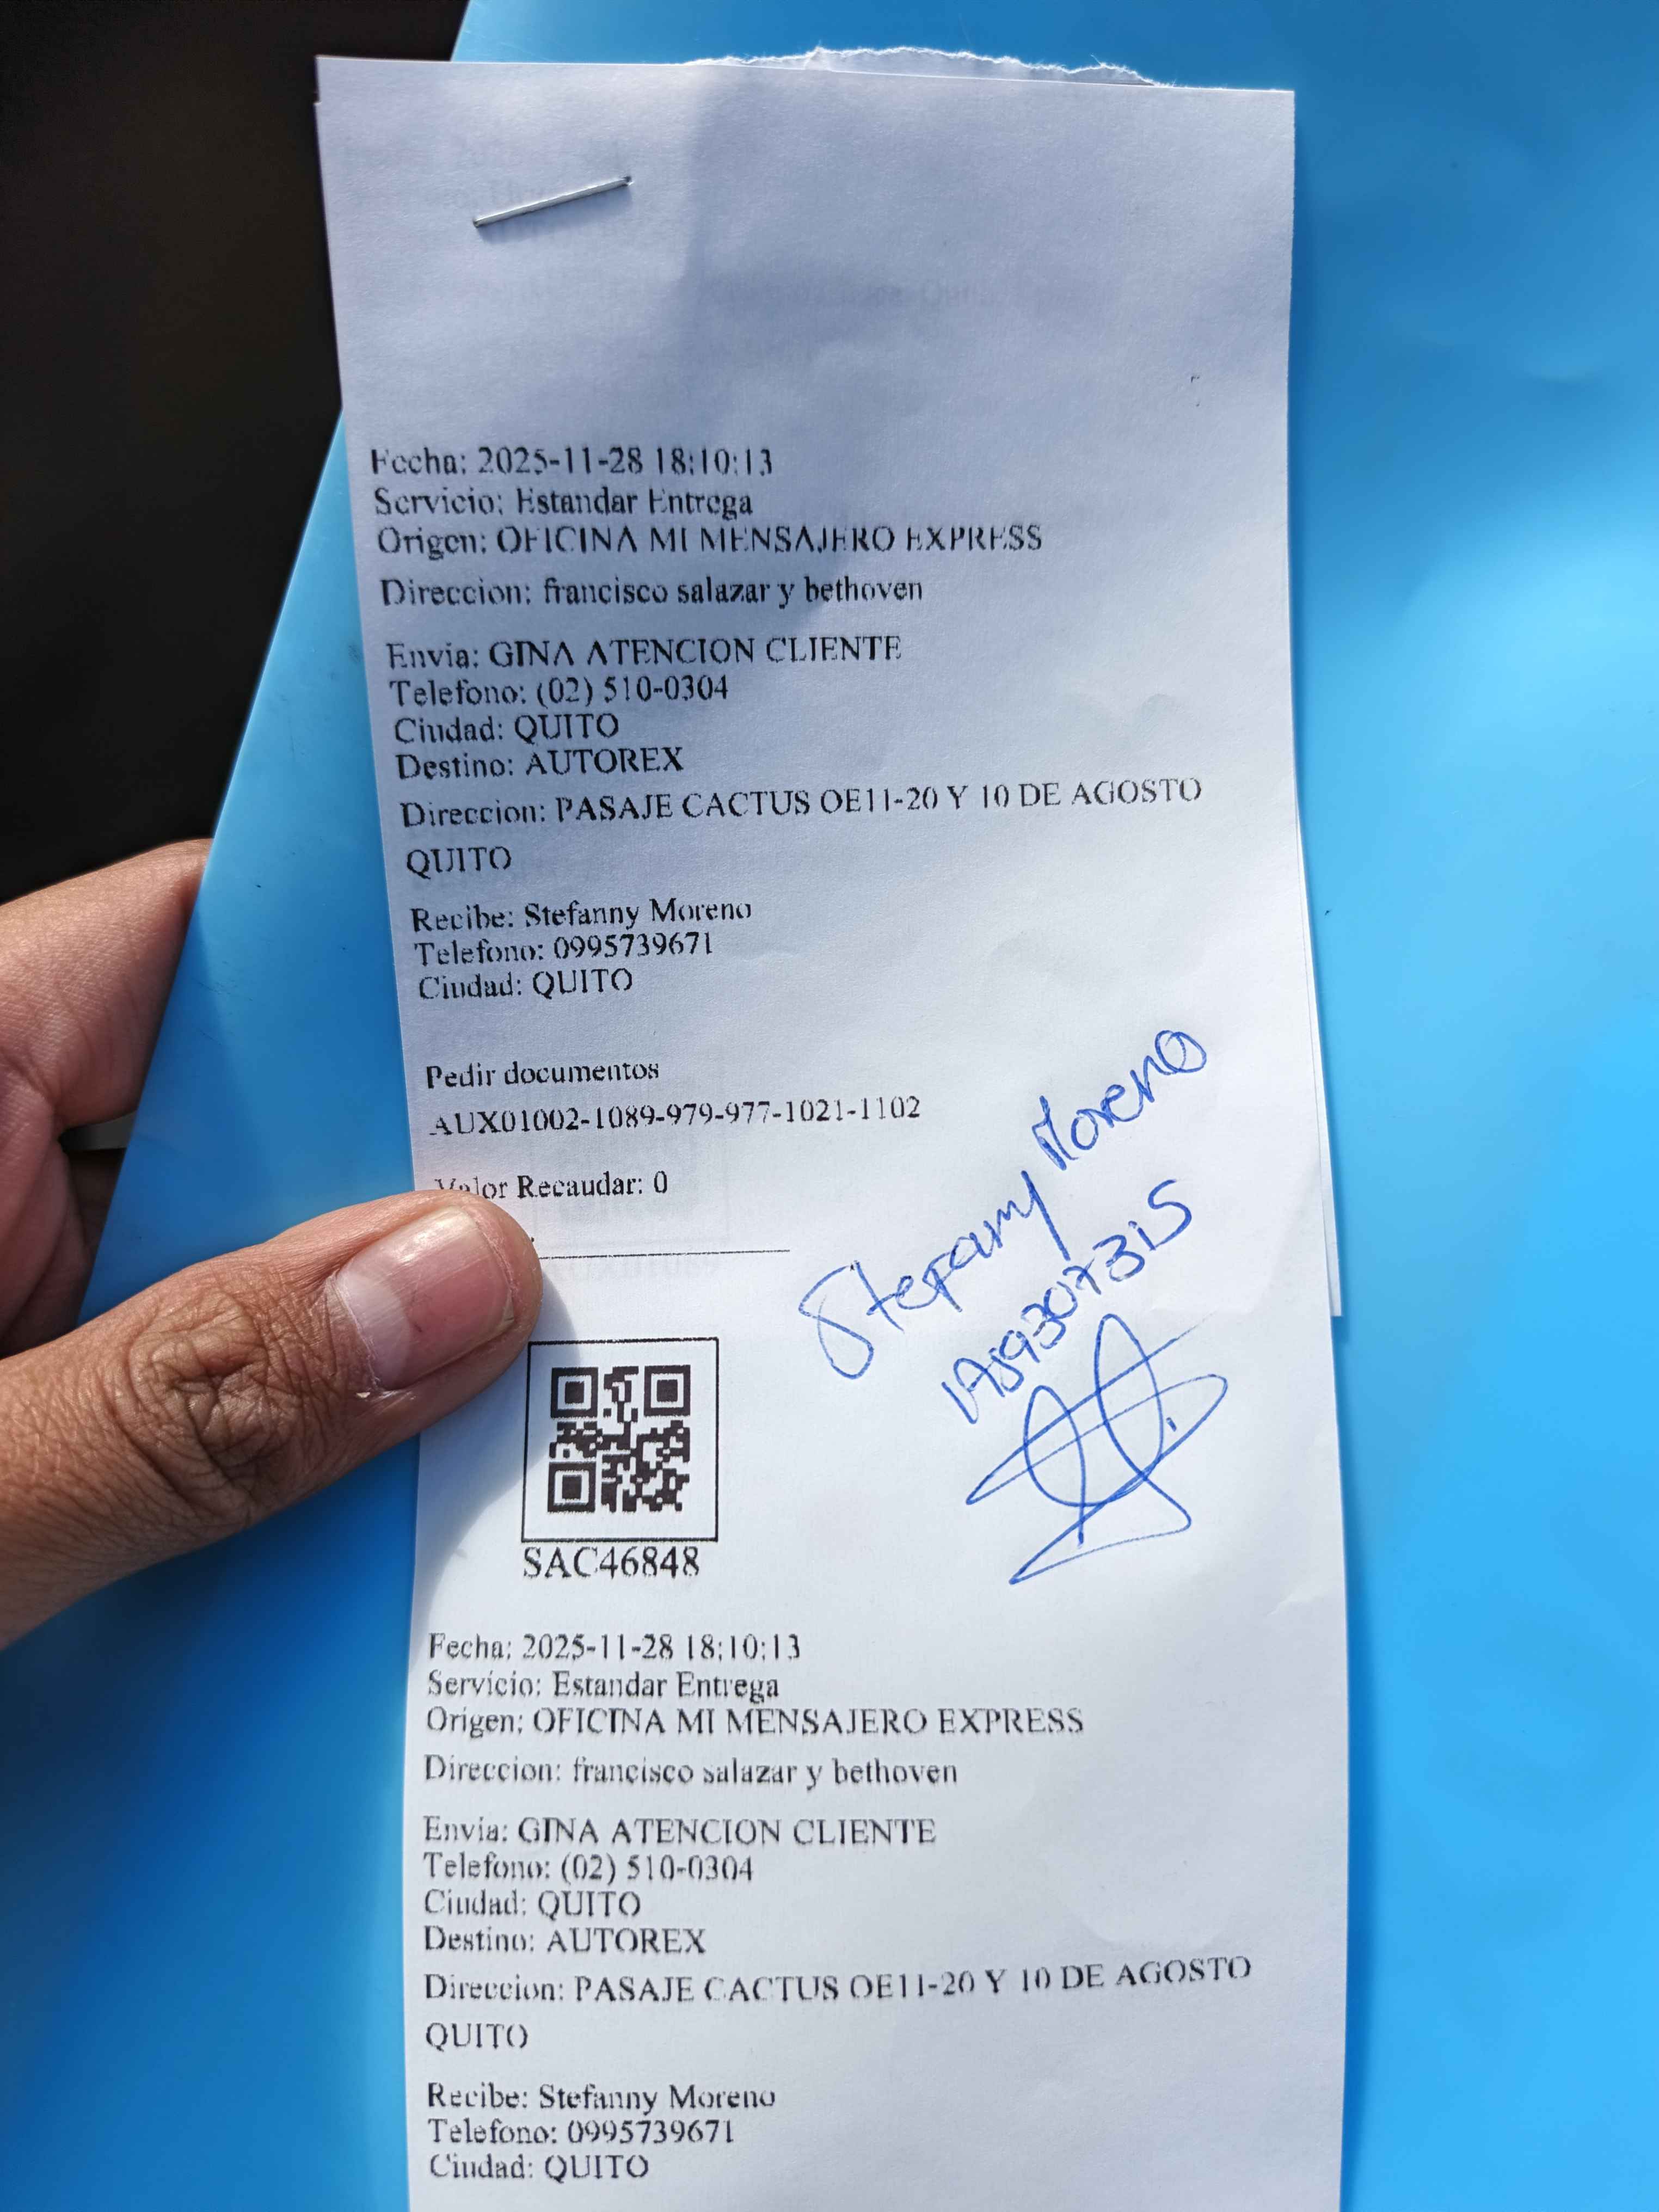 Fecha: 2025-11-28 18:10:13
Servicio: Estandar Entrega
Origen: OFICINA MI MENSAJERO EXPRESS
Direccion: francisco salazar y bethoven
Envia: GINA ATENCION CLIENTE
Telefono: (02) 510-0304
Ciudad: QUITO
Destino: AUTOREX
Direccion: PASAJE CACTUS OE11-20 Y 10 DE AGOSTO
QUITO
Recibe: Stefanny Moreno
Telefono: 0995739671
Ciudad: QUITO
Pedir documentos
AUX01002-1089-979-977-1021-1102
Valor Recaudar: 0
Stefanny Moreno
SAC46848
Fecha: 2025-11-28 18:10:13
Servicio: Estandar Entrega
Origen: OFICINA MI MENSAJERO EXPRESS
Direccion: francisco salazar y bethoven
Envia: GINA ATENCION CLIENTE
Telefono: (02) 510-0304
Ciudad: QUITO
Destino: AUTOREX
Direccion: PASAJE CACTUS OE11-20 Y 10 DE AGOSTO
QUITO
Recibe: Stefanny Moreno
Telefono: 0995739671
Ciudad: QUITO